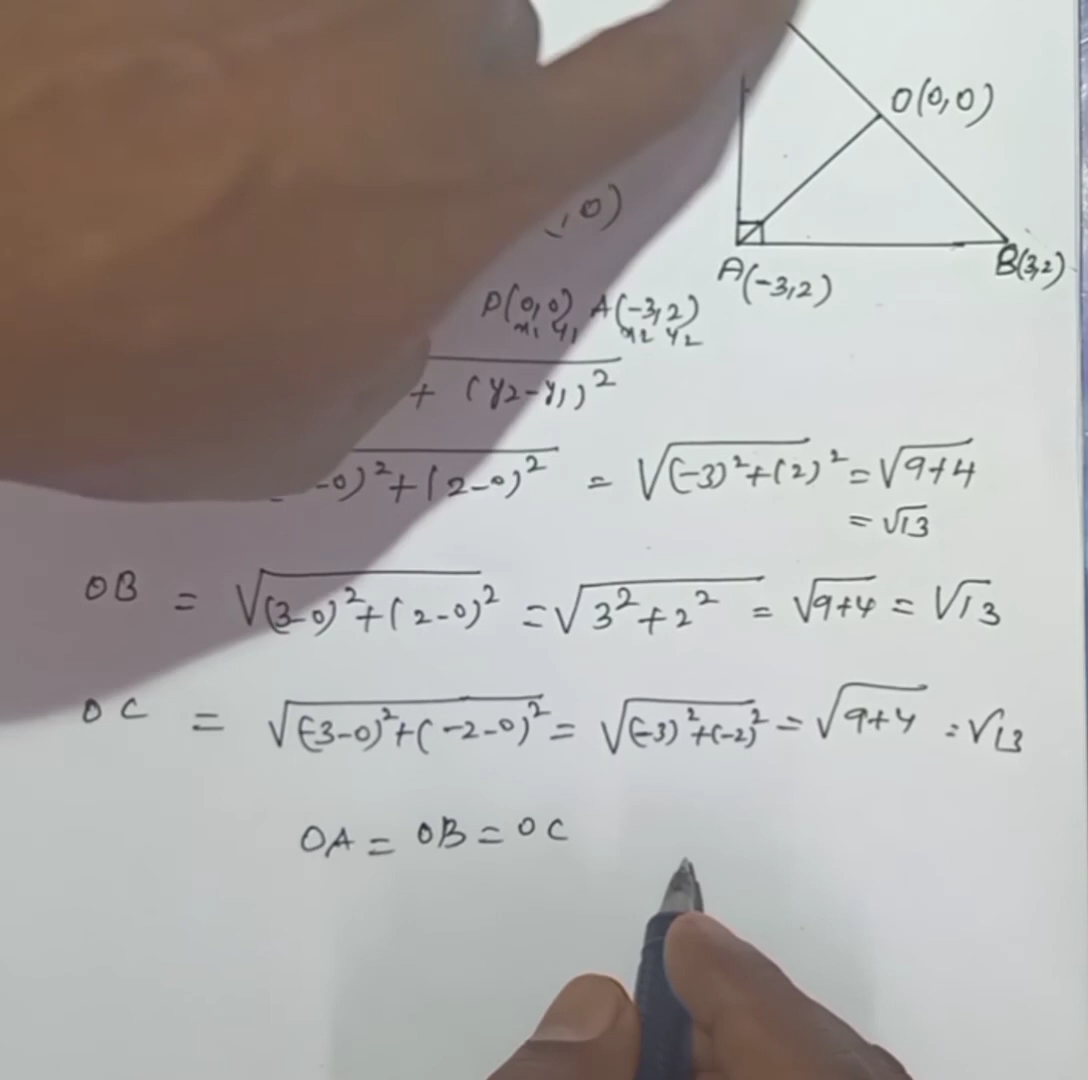 O(0,0)
,0)
A(-3,2)
B(3,2)
P(0,0) A(-3,2)
x₁ y₁ x₂ y₂
+ (y₂-y₁)²
-0)²+(2-0)² = √(-3)²+(2)² = √9+4
= √13
OB = √(3-0)²+(2-0)² = √3²+2² = √9+4 = √13
OC = √(-3-0)²+(-2-0)² = √(-3)²+(-2)² = √9+4 = √13
OA = OB = OC